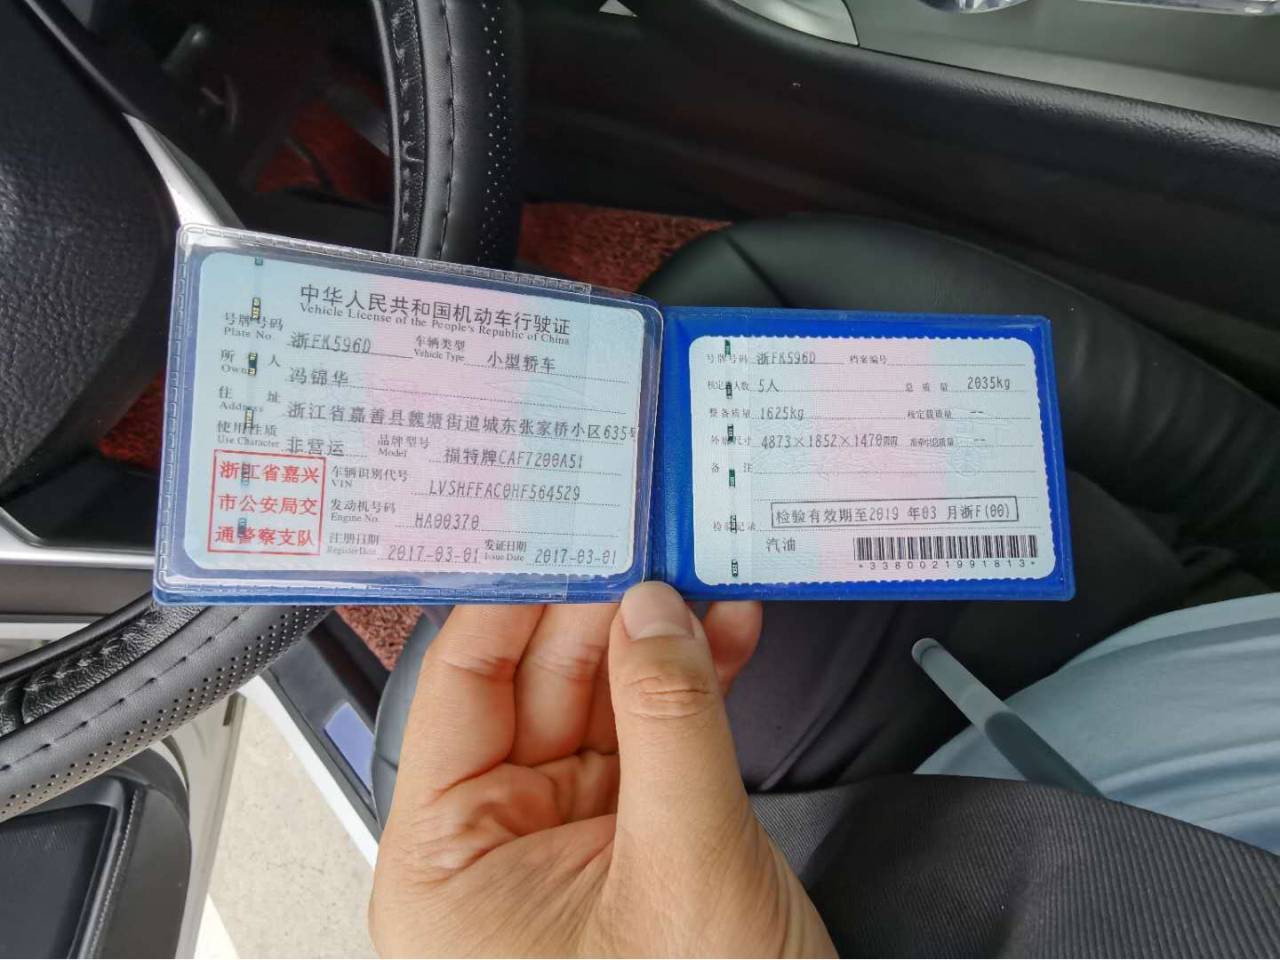 中华人民共和国机动车行驶证
Vehicle License of the People's Republic of China
号牌号码 浙FK596D 车辆类型 小型轿车
Plate No. Vehicle Type
所 人 冯锦华
Owner
住 址 浙江省嘉善县魏塘街道城东张家桥小区635号
Address
使用性质 非营运 品牌型号 福特牌CAF7200A51
Use Character Model
浙江省嘉兴
市公安局交
通警察支队
车辆识别代号 LVSHFFAC0HF564529
VIN
发动机号码 HA00370
Engine No.
注册日期 2017-03-01 发证日期 2017-03-01
Register Date Issue Date
号牌号码 浙FK596D 档案编号
核定 人数 5人 总 质 量 2035kg
整备质量 1625kg 核定载质量 --
外 尺寸 4873×1852×1470mm 准牵引总质量 --
备 注
检 记录 检验有效期至2019 年03 月浙F(00)
汽油
*3380021991813*